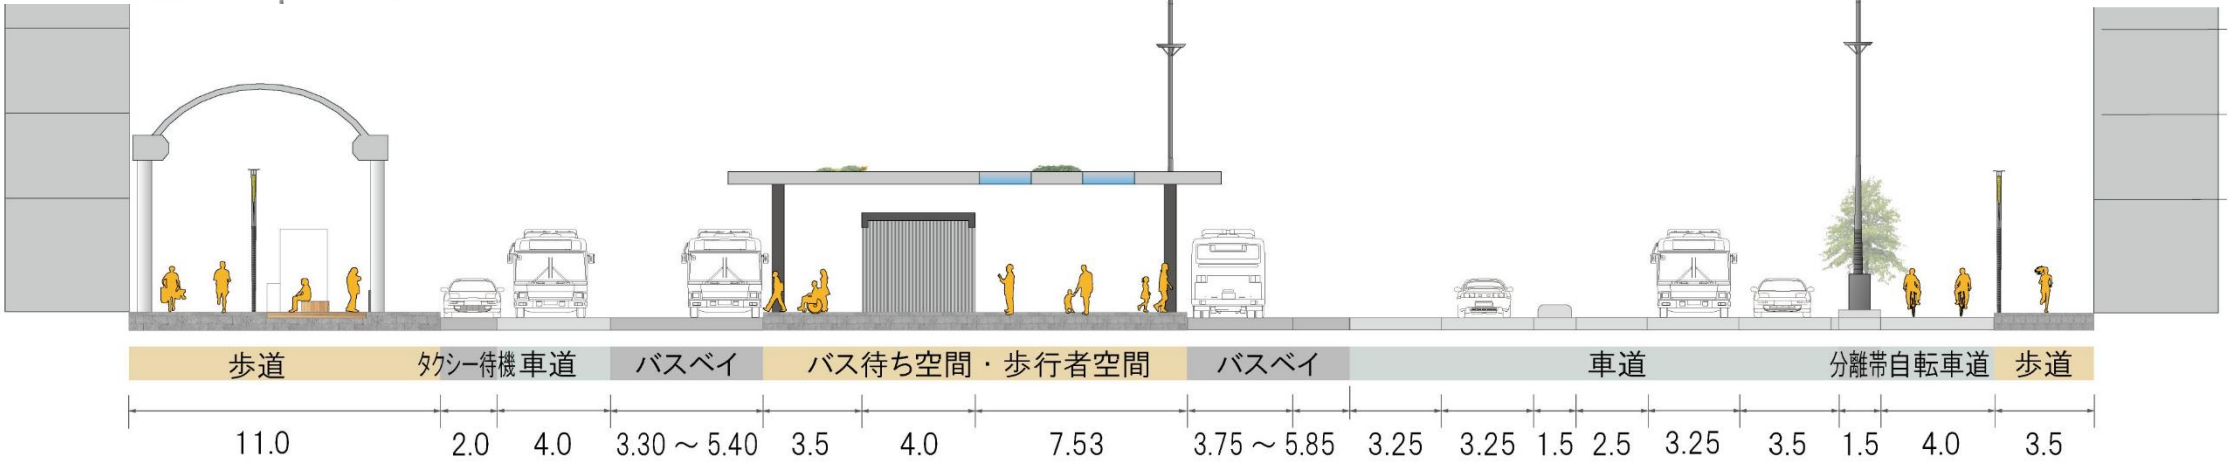 歩道 タクシー待機 車道 バスベイ バス待ち空間・歩行者空間 バスベイ 車道 分離帯 自転車道 歩道
11.0 2.0 4.0 3.30～5.40 3.5 4.0 7.53 3.75～5.85 3.25 3.25 1.5 2.5 3.25 3.5 1.5 4.0 3.5